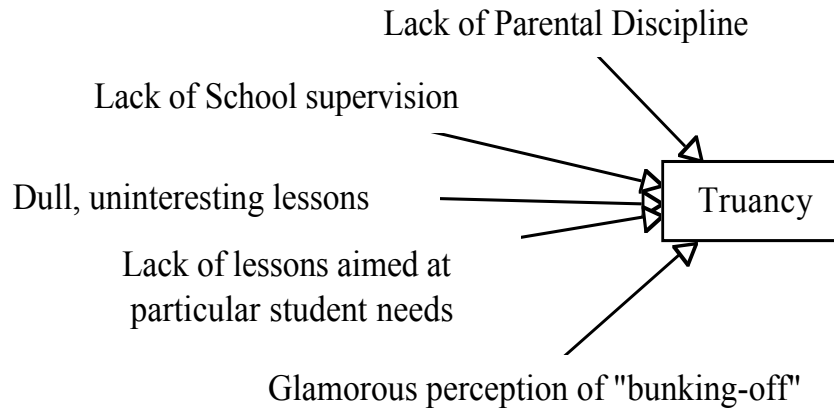 Lack of Parental Discipline
Lack of School supervision
Dull, uninteresting lessons
Truancy
Lack of lessons aimed at
particular student needs
Glamorous perception of "bunking-off"